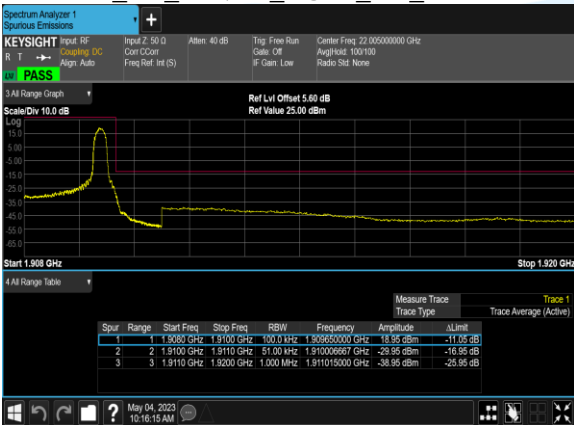 Spectrum Analyzer 1
Spurious Emissions
+
KEYSIGHT Input: RF Input Z: 50 Ω Atten: 40 dB Trig: Free Run Center Freq: 22.005000000 GHz
R T Coupling: DC Corr CCorr Gate: Off Avg|Hold: 100/100
Align: Auto Freq Ref: Int (S) IF Gain: Low Radio Std: None
PASS
3 All Range Graph
Ref Lvl Offset 5.60 dB
Scale/Div 10.0 dB Ref Value 25.00 dBm
Log
15.0
5.00
-5.00
-15.0
-25.0
-35.0
-45.0
-55.0
-65.0
Start 1.908 GHz Stop 1.920 GHz
4 All Range Table
Measure Trace Trace 1
Trace Type Trace Average (Active)
Spur Range Start Freq Stop Freq RBW Frequency Amplitude ΔLimit
1 1 1.9080 GHz 1.9100 GHz 100.0 kHz 1.909650000 GHz 18.95 dBm -11.05 dB
2 2 1.9100 GHz 1.9110 GHz 51.00 kHz 1.910006667 GHz -29.95 dBm -16.95 dB
3 3 1.9110 GHz 1.9200 GHz 1.000 MHz 1.911015000 GHz -38.95 dBm -25.95 dB
? May 04, 2023
10:16:15 AM